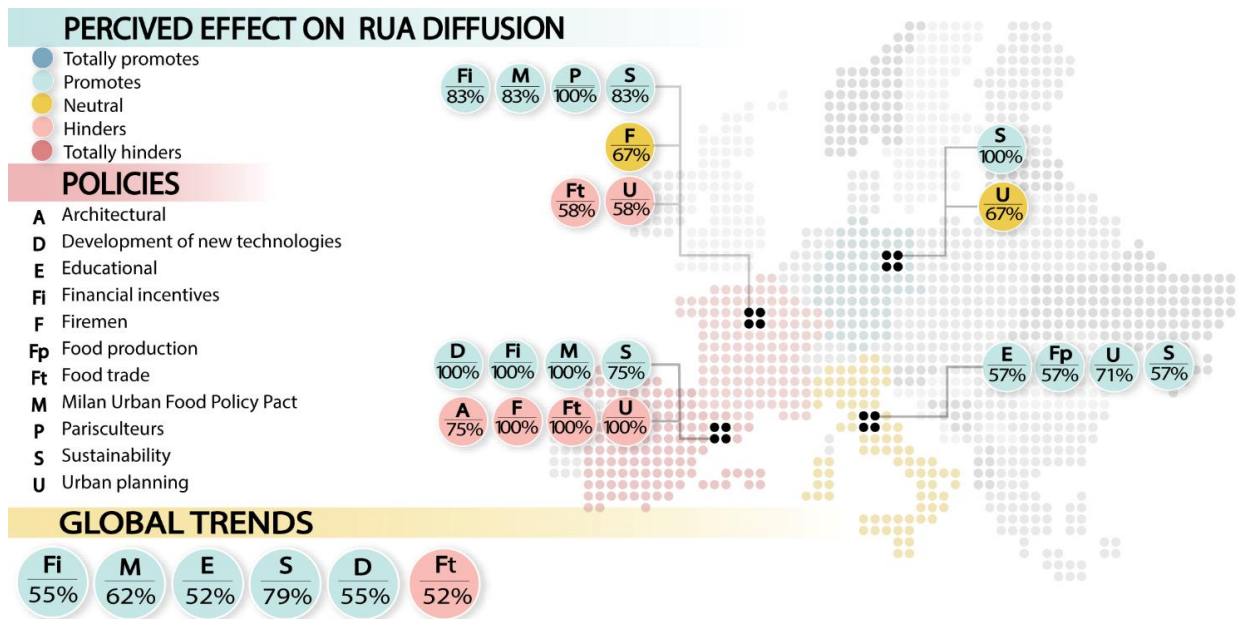 PERCIVED EFFECT ON RUA DIFFUSION
Totally promotes
Promotes
Neutral
Hinders
Totally hinders
POLICIES
A Architectural
D Development of new technologies
E Educational
Fi Financial incentives
F Firemen
Fp Food production
Ft Food trade
M Milan Urban Food Policy Pact
P Parisculteurs
S Sustainability
U Urban planning
Fi M P S
83% 83% 100% 83%
F
67%
Ft U
58% 58%
S
100%
U
67%
D Fi M S
100% 100% 100% 75%
A F Ft U
75% 100% 100% 100%
E Fp U S
57% 57% 71% 57%
GLOBAL TRENDS
Fi M E S D Ft
55% 62% 52% 79% 55% 52%